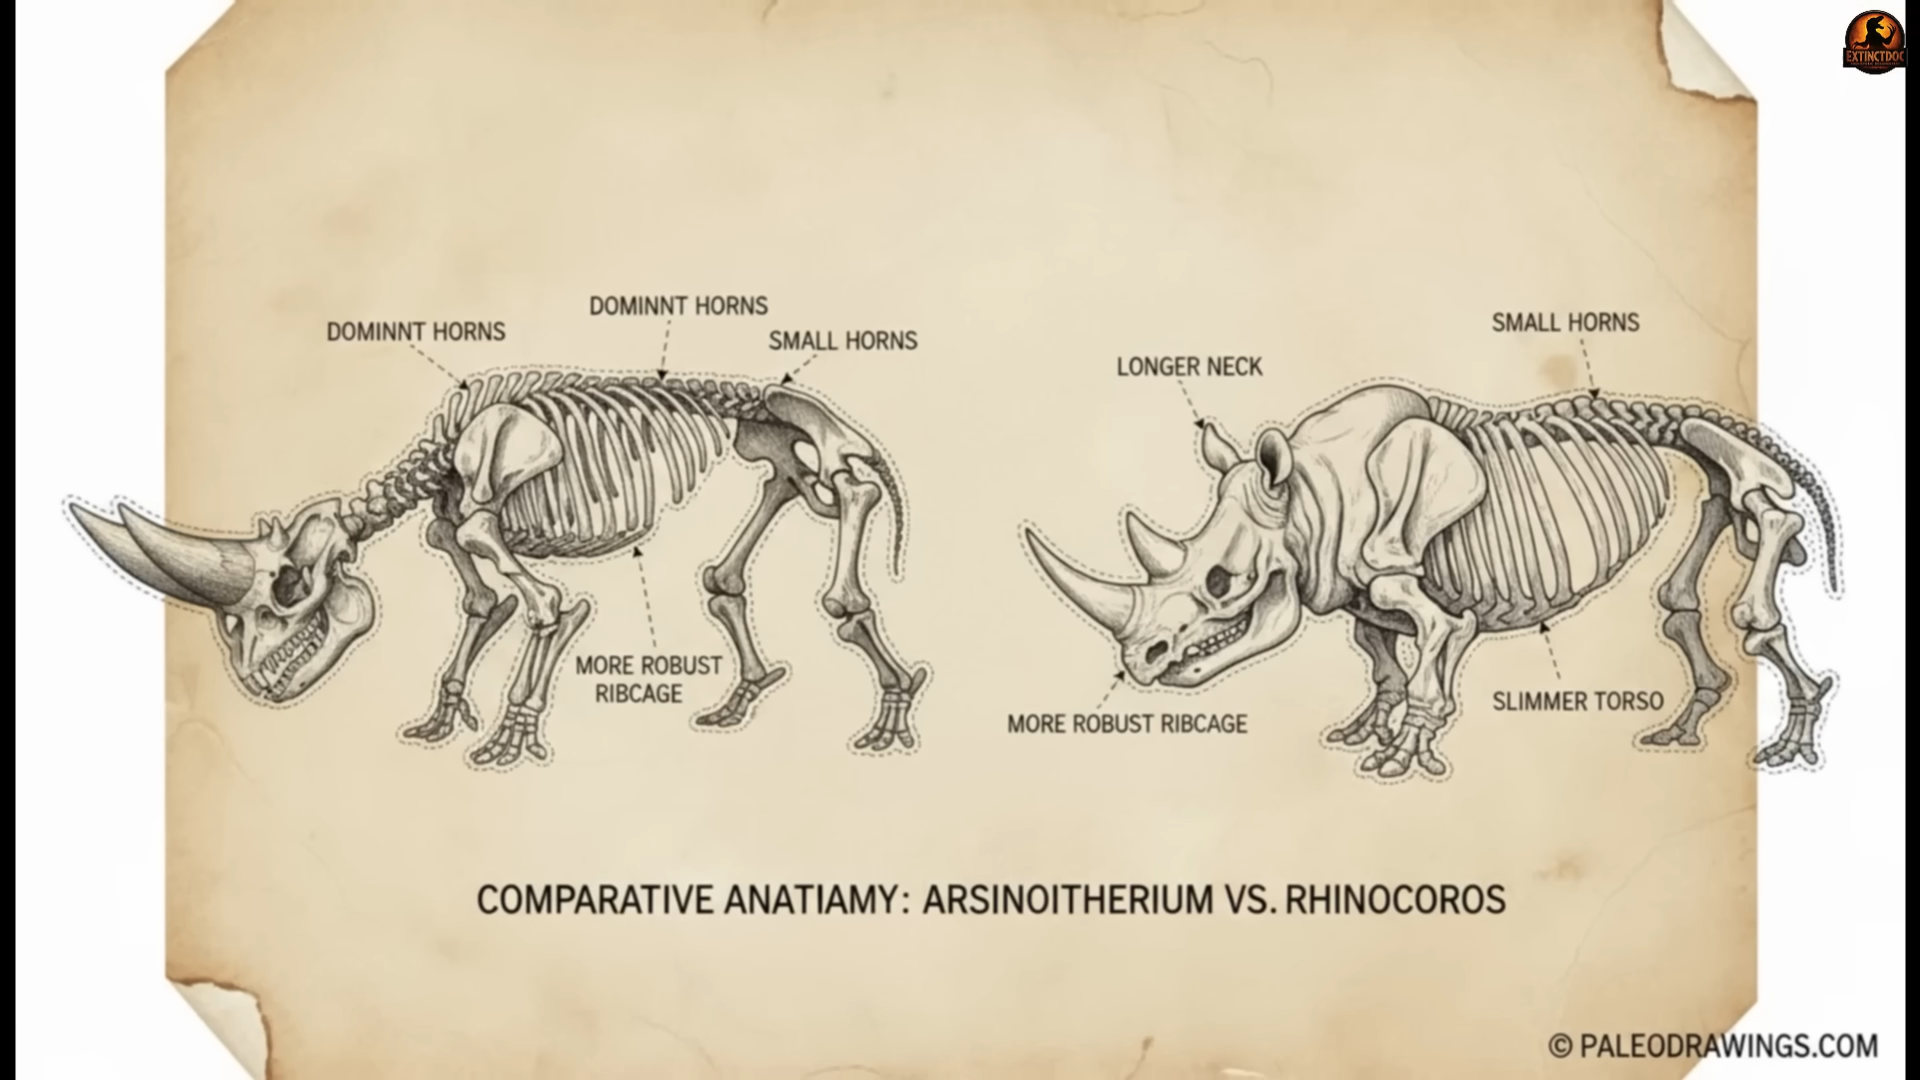 EXTINCTDOC
DOMINNT HORNS
DOMINNT HORNS
SMALL HORNS
MORE ROBUST
RIBCAGE
LONGER NECK
SMALL HORNS
MORE ROBUST RIBCAGE
SLIMMER TORSO
COMPARATIVE ANATIAMY: ARSINOITHERIUM VS. RHINOCOROS
© PALEODRAWINGS.COM